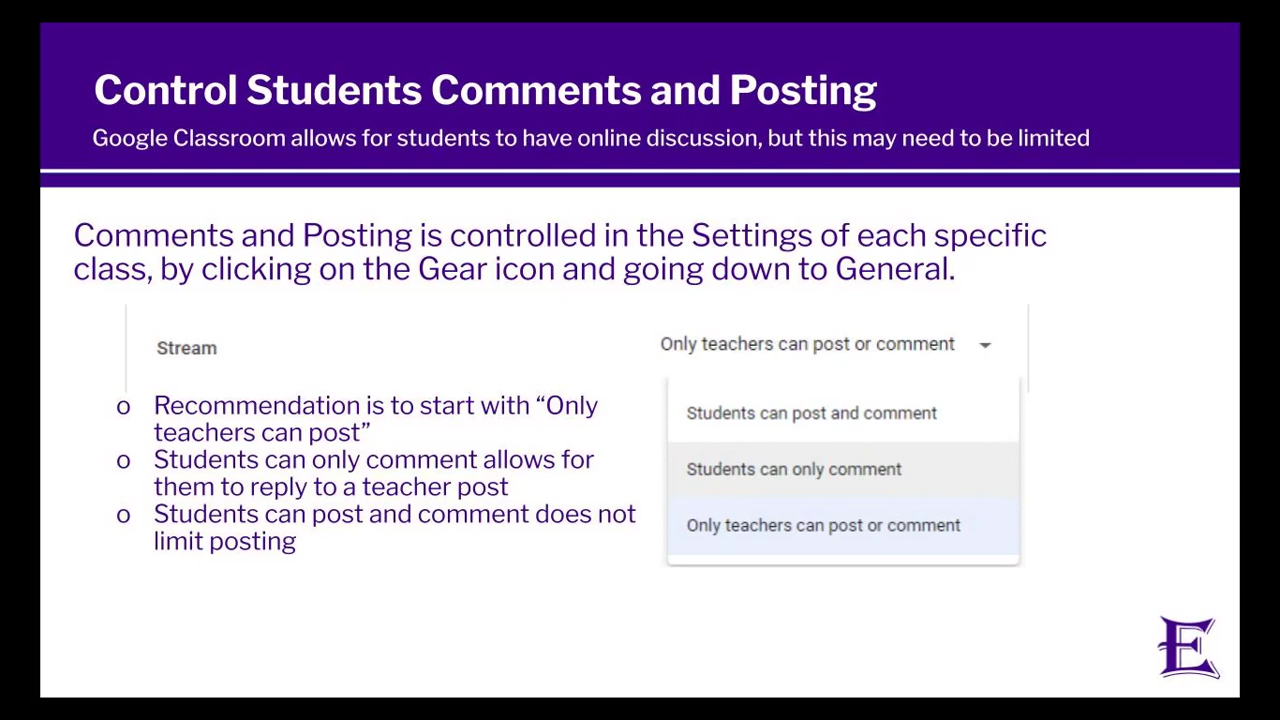 Control Students Comments and Posting
Google Classroom allows for students to have online discussion, but this may need to be limited
Comments and Posting is controlled in the Settings of each specific
class, by clicking on the Gear icon and going down to General.
Stream
Only teachers can post or comment
o Recommendation is to start with “Only
teachers can post”
o Students can only comment allows for
them to reply to a teacher post
o Students can post and comment does not
limit posting
Students can post and comment
Students can only comment
Only teachers can post or comment
E